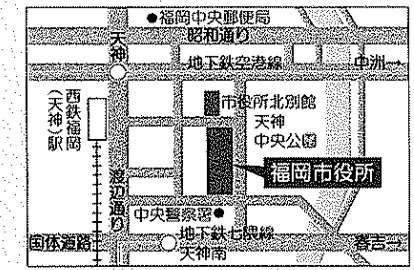 ●福岡中央郵便局
昭和通り
天神
地下鉄空港線
中洲→
西鉄福岡
(天神)駅
市役所北別館
天神
中央公園
福岡市役所
渡辺通り
中央警察署●
地下鉄七隈線
天神南
国体道路
春吉→